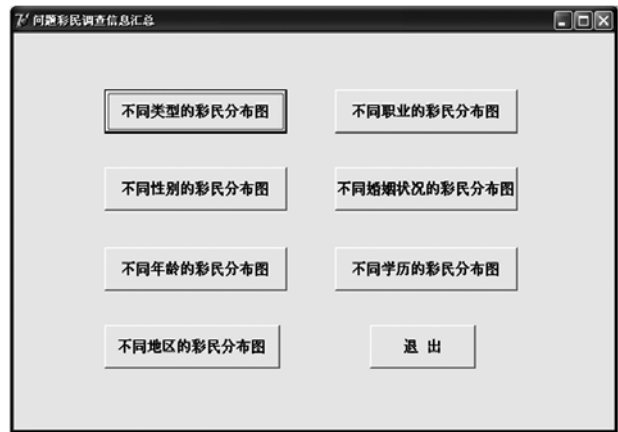 问题彩民调查信息汇总
不同类型的彩民分布图
不同职业的彩民分布图
不同性别的彩民分布图
不同婚姻状况的彩民分布图
不同年龄的彩民分布图
不同学历的彩民分布图
不同地区的彩民分布图
退 出